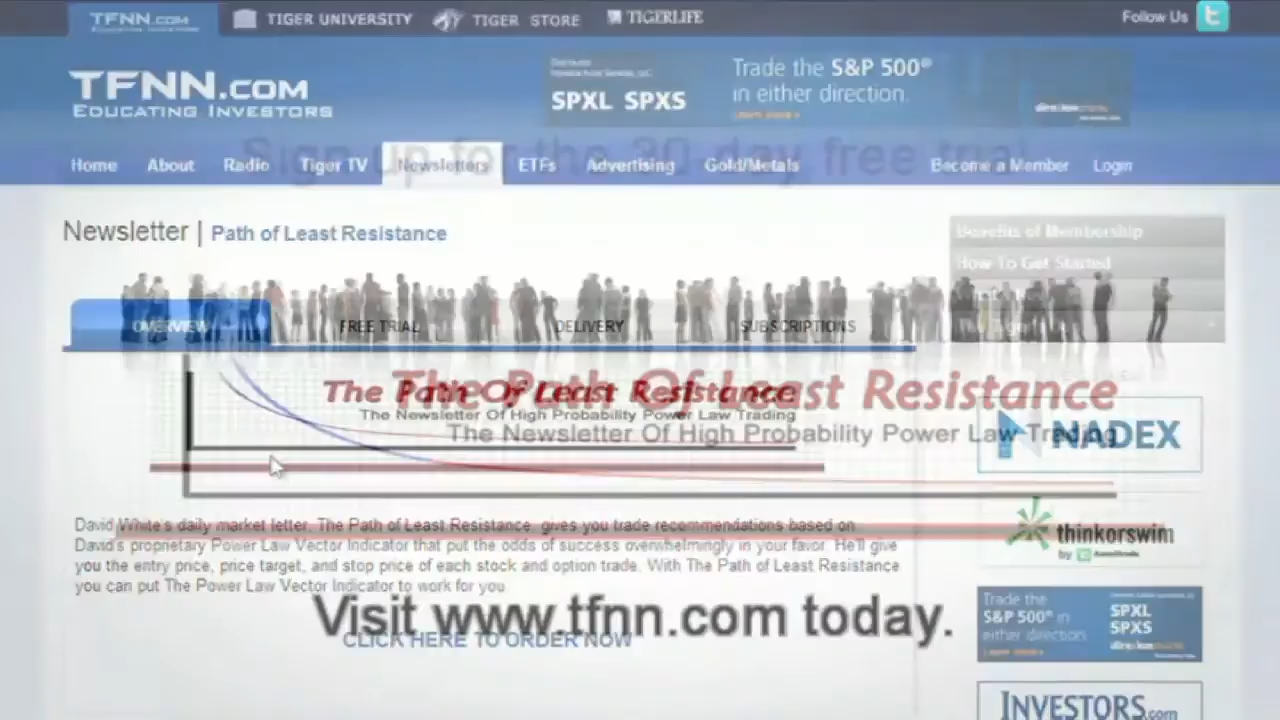 TFNN.COM TIGER UNIVERSITY TIGER STORE TIGERLIFE Follow Us
EDUCATING INVESTORS
TFNN.COM
EDUCATING INVESTORS
SPXL SPXS
Trade the S&P 500®
in either direction.
Learn more »
Sign up for the 30 day free trial
Home About Radio Tiger TV Newsletters ETFs Advertising Gold/Metals Become a Member Login
Newsletter | Path of Least Resistance
Benefits of Membership
How To Get Started
OVERVIEW FREE TRIAL DELIVERY SUBSCRIPTIONS
The Path Of Least Resistance
The Newsletter Of High Probability Power Law Trading
The Path Of Least Resistance
The Newsletter Of High Probability Power Law Trading
NADEX
David White's daily market letter, The Path of Least Resistance, gives you trade recommendations based on
David's proprietary Power Law Vector Indicator that put the odds of success overwhelmingly in your favor. He'll give
you the entry price, price target, and stop price of each stock and option trade. With The Path of Least Resistance
you can put The Power Law Vector Indicator to work for you
thinkorswim
by
Visit www.tfnn.com today.
CLICK HERE TO ORDER NOW
Trade the
S&P 500® in
either direction.
Learn more »
SPXL
SPXS
INVESTORS.com